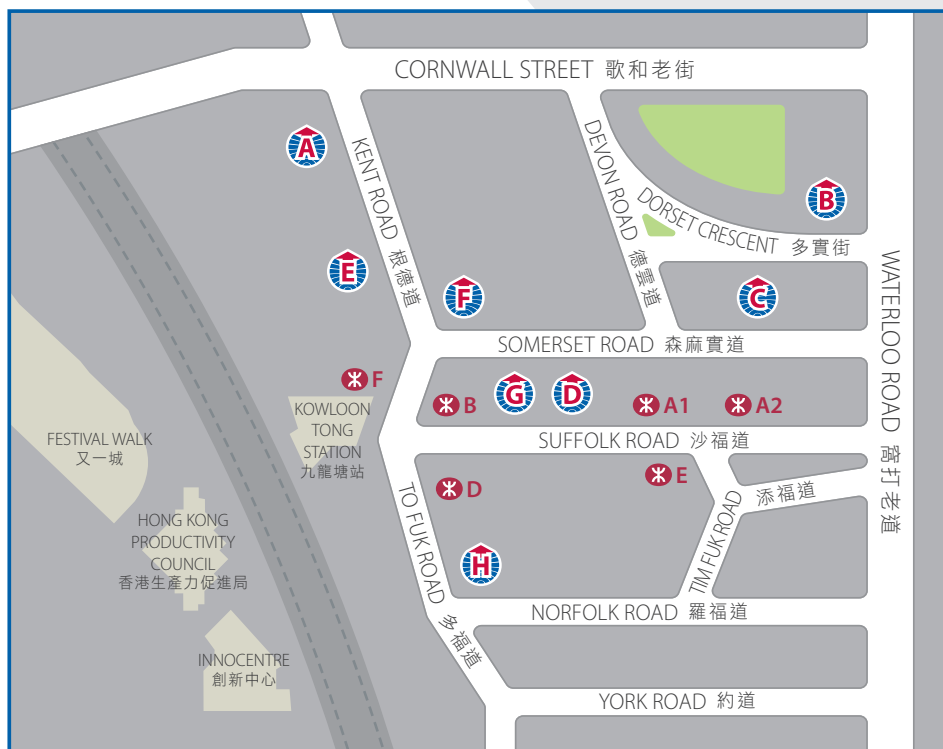 CORNWALL STREET 歌和老街
A
KENT ROAD 根德道
DEVON ROAD 德雲道
DORSET CRESCENT 多實街
B
WATERLOO ROAD 窩打老道
E
F
C
SOMERSET ROAD 森麻實道
F
B
G
D
A1
A2
KOWLOON
TONG
STATION
九龍塘站
FESTIVAL WALK
又一城
SUFFOLK ROAD 沙福道
D
E
TO FUK ROAD 多福道
TIM FUK ROAD 添福道
HONG KONG
PRODUCTIVITY
COUNCIL
香港生產力促進局
H
NORFOLK ROAD 羅福道
INNOCENTRE
創新中心
YORK ROAD 約道